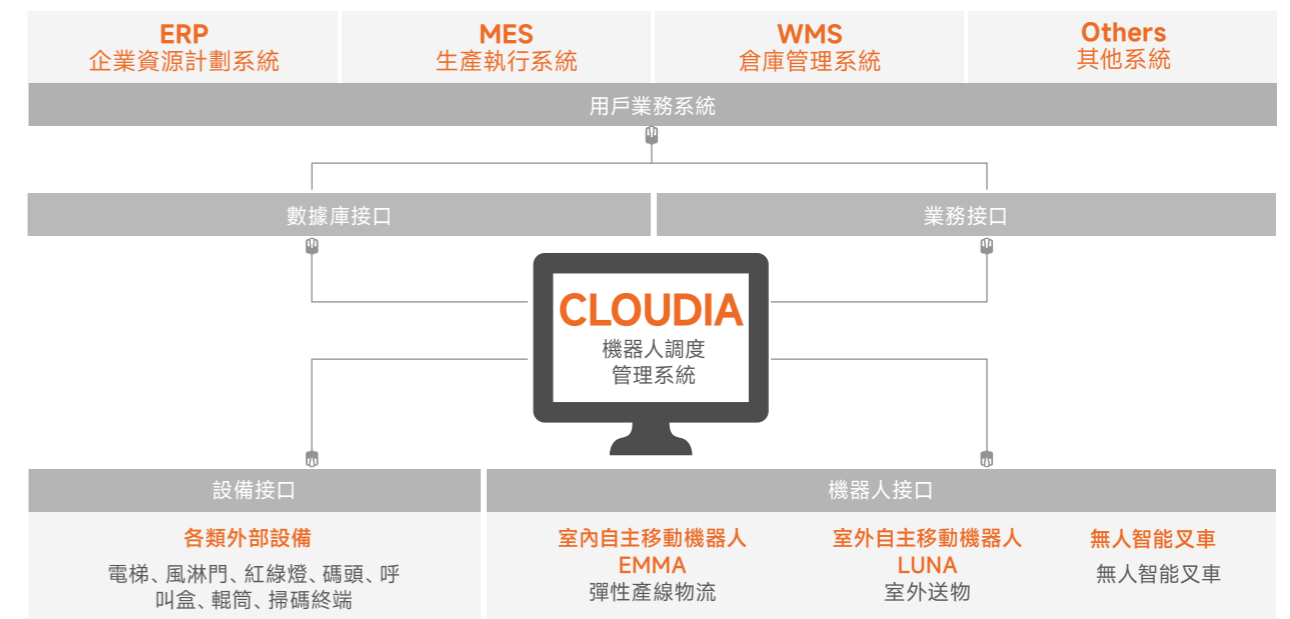 ERP
企業資源計劃系統
MES
生產執行系統
WMS
倉庫管理系統
Others
其他系統
用戶業務系統
數據庫接口
業務接口
CLOUDIA
機器人調度
管理系統
設備接口
機器人接口
各類外部設備
電梯、風淋門、紅綠燈、碼頭、呼
叫盒、輥筒、掃碼終端
室內自主移動機器人
EMMA
彈性產線物流
室外自主移動機器人
LUNA
室外送物
無人智能叉車
無人智能叉車